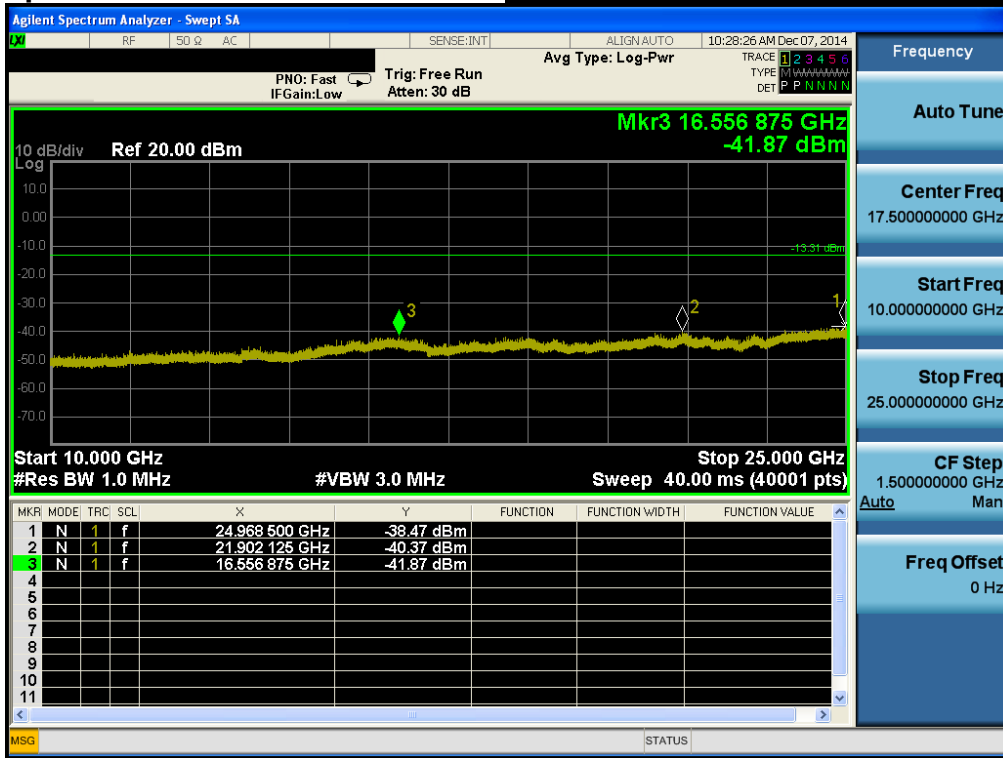 Agilent Spectrum Analyzer - Swept SA
LXI RF 50 Ω AC SENSE:INT ALIGN AUTO 10:28:26 AM Dec 07, 2014
Avg Type: Log-Pwr TRACE 1 2 3 4 5 6
PNO: Fast Trig: Free Run TYPE M W W W W W
IFGain:Low Atten: 30 dB DET P P N N N N
Mkr3 16.556 875 GHz
10 dB/div Ref 20.00 dBm -41.87 dBm
Log
10.0
0.00
-10.0
-13.31 dBm
-20.0
-30.0
3 2 1
-40.0
-50.0
-60.0
-70.0
Start 10.000 GHz Stop 25.000 GHz
#Res BW 1.0 MHz #VBW 3.0 MHz Sweep 40.00 ms (40001 pts)
MKR MODE TRC SCL X Y FUNCTION FUNCTION WIDTH FUNCTION VALUE
1 N 1 f 24.968 500 GHz -38.47 dBm
2 N 1 f 21.902 125 GHz -40.37 dBm
3 N 1 f 16.556 875 GHz -41.87 dBm
4
5
6
7
8
9
10
11
MSG STATUS
Frequency
Auto Tune
Center Freq
17.500000000 GHz
Start Freq
10.000000000 GHz
Stop Freq
25.000000000 GHz
CF Step
1.500000000 GHz
Auto Man
Freq Offset
0 Hz